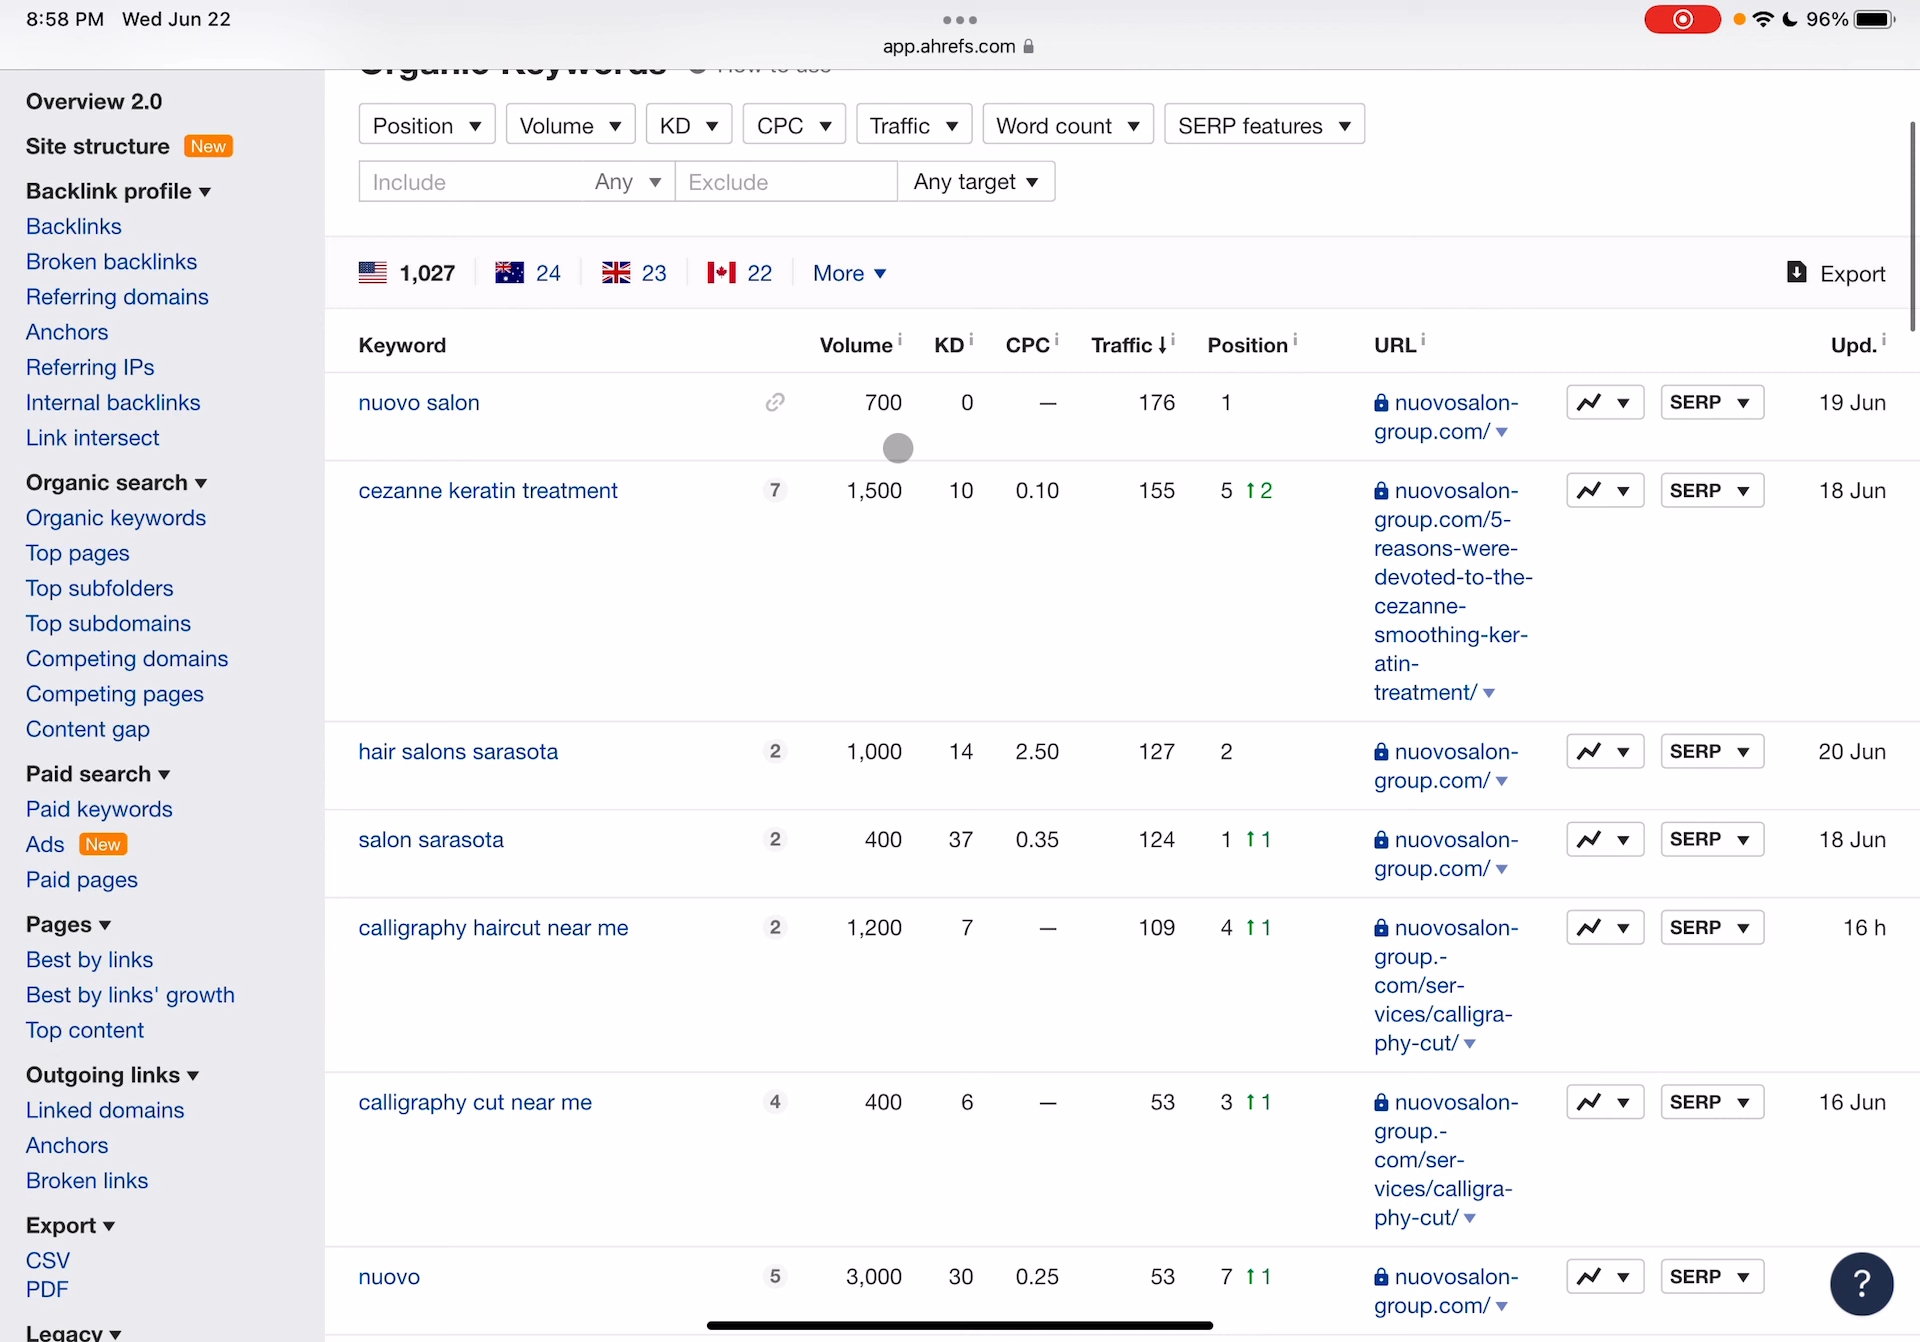 8:58 PM Wed Jun 22
96%
app.ahrefs.com
Overview 2.0
Site structure New
Backlink profile
Backlinks
Broken backlinks
Referring domains
Anchors
Referring IPs
Internal backlinks
Link intersect
Organic search
Organic keywords
Top pages
Top subfolders
Top subdomains
Competing domains
Competing pages
Content gap
Paid search
Paid keywords
Ads New
Paid pages
Pages
Best by links
Best by links' growth
Top content
Outgoing links
Linked domains
Anchors
Broken links
Export
CSV
PDF
Legacy
Organic Keywords How to use
Position Volume KD CPC Traffic Word count SERP features
Include Any Exclude Any target
1,027 24 23 22 More Export
Keyword Volume i KD i CPC i Traffic ↓ i Position i URL i Upd. i
nuovo salon 700 0 — 176 1 nuovosalon- SERP 19 Jun
group.com/
cezanne keratin treatment 7 1,500 10 0.10 155 5 ↑2 nuovosalon- SERP 18 Jun
group.com/5-
reasons-were-
devoted-to-the-
cezanne-
smoothing-ker-
atin-
treatment/
hair salons sarasota 2 1,000 14 2.50 127 2 nuovosalon- SERP 20 Jun
group.com/
salon sarasota 2 400 37 0.35 124 1 ↑1 nuovosalon- SERP 18 Jun
group.com/
calligraphy haircut near me 2 1,200 7 — 109 4 ↑1 nuovosalon- SERP 16 h
group.-
com/ser-
vices/calligra-
phy-cut/
calligraphy cut near me 4 400 6 — 53 3 ↑1 nuovosalon- SERP 16 Jun
group.-
com/ser-
vices/calligra-
phy-cut/
nuovo 5 3,000 30 0.25 53 7 ↑1 nuovosalon- SERP
group.com/
?